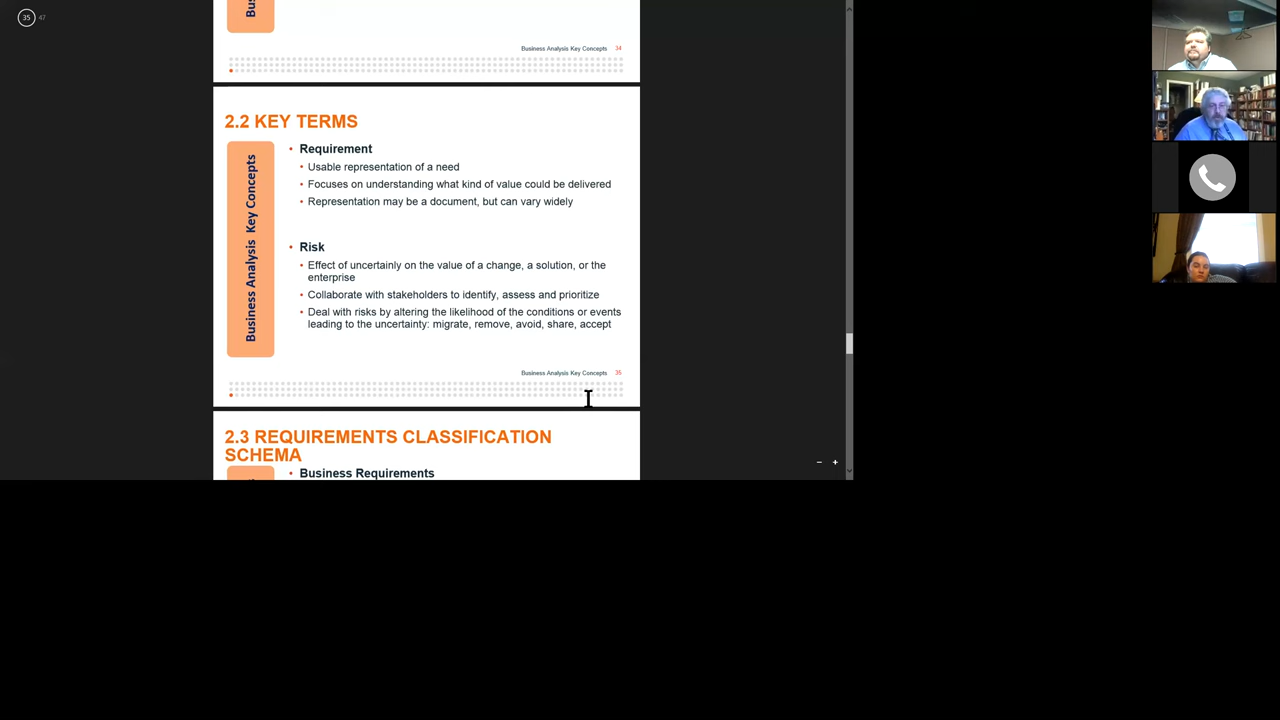 35 47
Bus
Business Analysis Key Concepts 34
2.2 KEY TERMS
Business Analysis Key Concepts
• Requirement
• Usable representation of a need
• Focuses on understanding what kind of value could be delivered
• Representation may be a document, but can vary widely
• Risk
• Effect of uncertainly on the value of a change, a solution, or the
enterprise
• Collaborate with stakeholders to identify, assess and prioritize
• Deal with risks by altering the likelihood of the conditions or events
leading to the uncertainty: migrate, remove, avoid, share, accept
Business Analysis Key Concepts 35
2.3 REQUIREMENTS CLASSIFICATION
SCHEMA
• Business Requirements